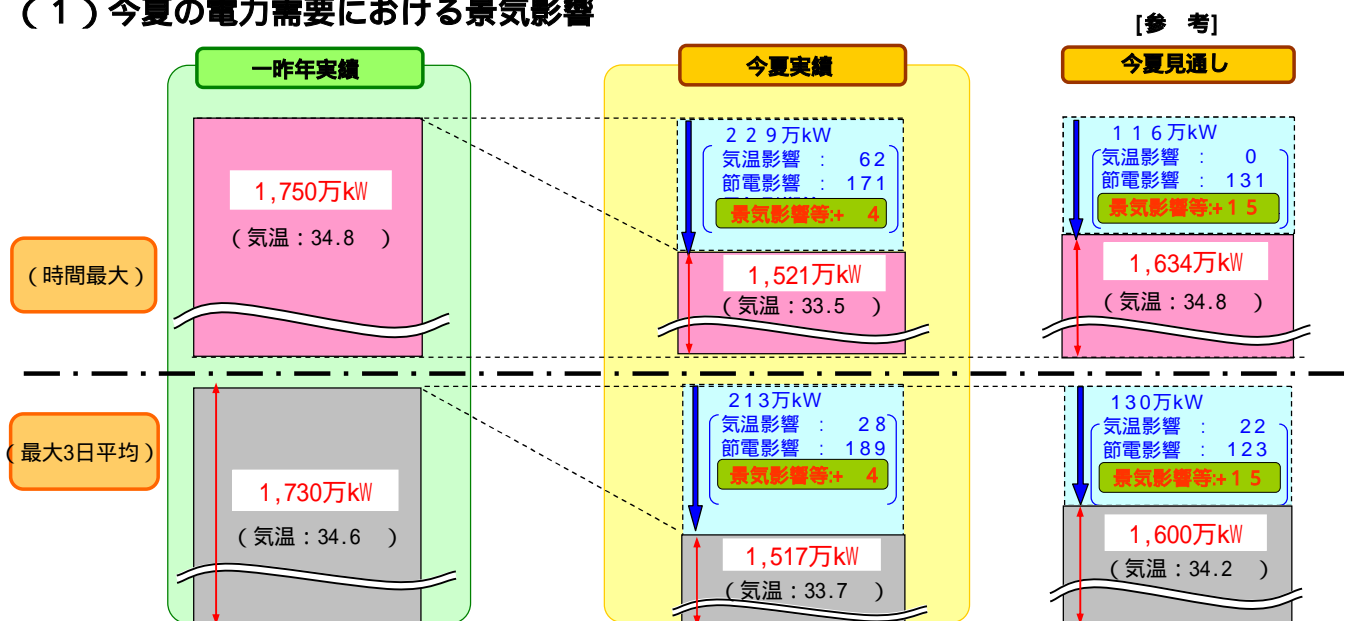 (1)今夏の電力需要における景気影響
[参 考]
一昨年実績
今夏実績
今夏見通し
(時間最大)
1,750万kW
(気温:34.8 )
229万kW
気温影響 : 62
節電影響 : 171
景気影響等:+ 4
1,521万kW
(気温:33.5 )
116万kW
気温影響 : 0
節電影響 : 131
景気影響等:+15
1,634万kW
(気温:34.8 )
(最大3日平均)
1,730万kW
(気温:34.6 )
213万kW
気温影響 : 28
節電影響 : 189
景気影響等:+ 4
1,517万kW
(気温:33.7 )
130万kW
気温影響 : 22
節電影響 : 123
景気影響等:+15
1,600万kW
(気温:34.2 )